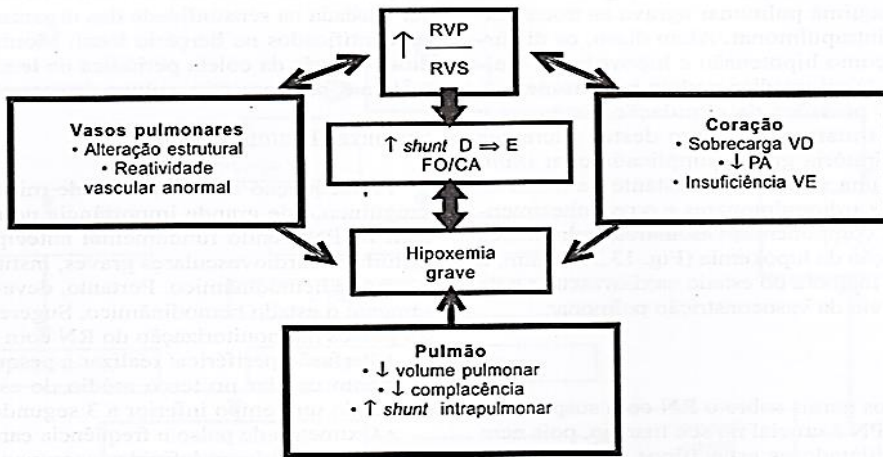 ↑ RVP
RVS
Vasos pulmonares
• Alteração estrutural
• Reatividade
vascular anormal
↑ shunt D ⇒ E
FO/CA
Coração
• Sobrecarga VD
• ↓ PA
• Insuficiência VE
Hipoxemia
grave
Pulmão
• ↓ volume pulmonar
• ↓ complacência
• ↑ shunt intrapulmonar